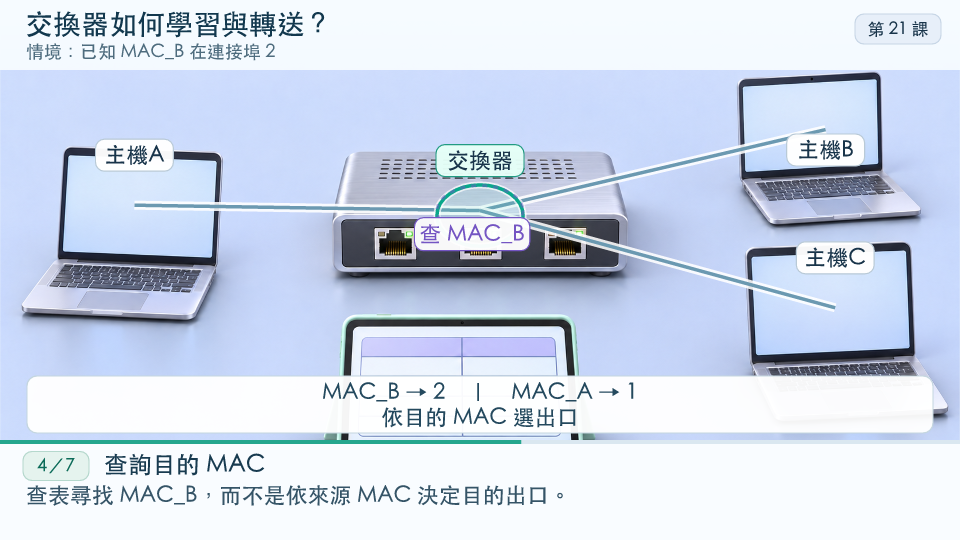 交換器如何學習與轉送？
情境：已知 MAC_B 在連接埠 2
第 21 課
主機A
交換器
主機B
查 MAC_B
主機C
MAC_B → 2 | MAC_A → 1
依目的 MAC 選出口
4／7 查詢目的 MAC
查表尋找 MAC_B，而不是依來源 MAC 決定目的出口。